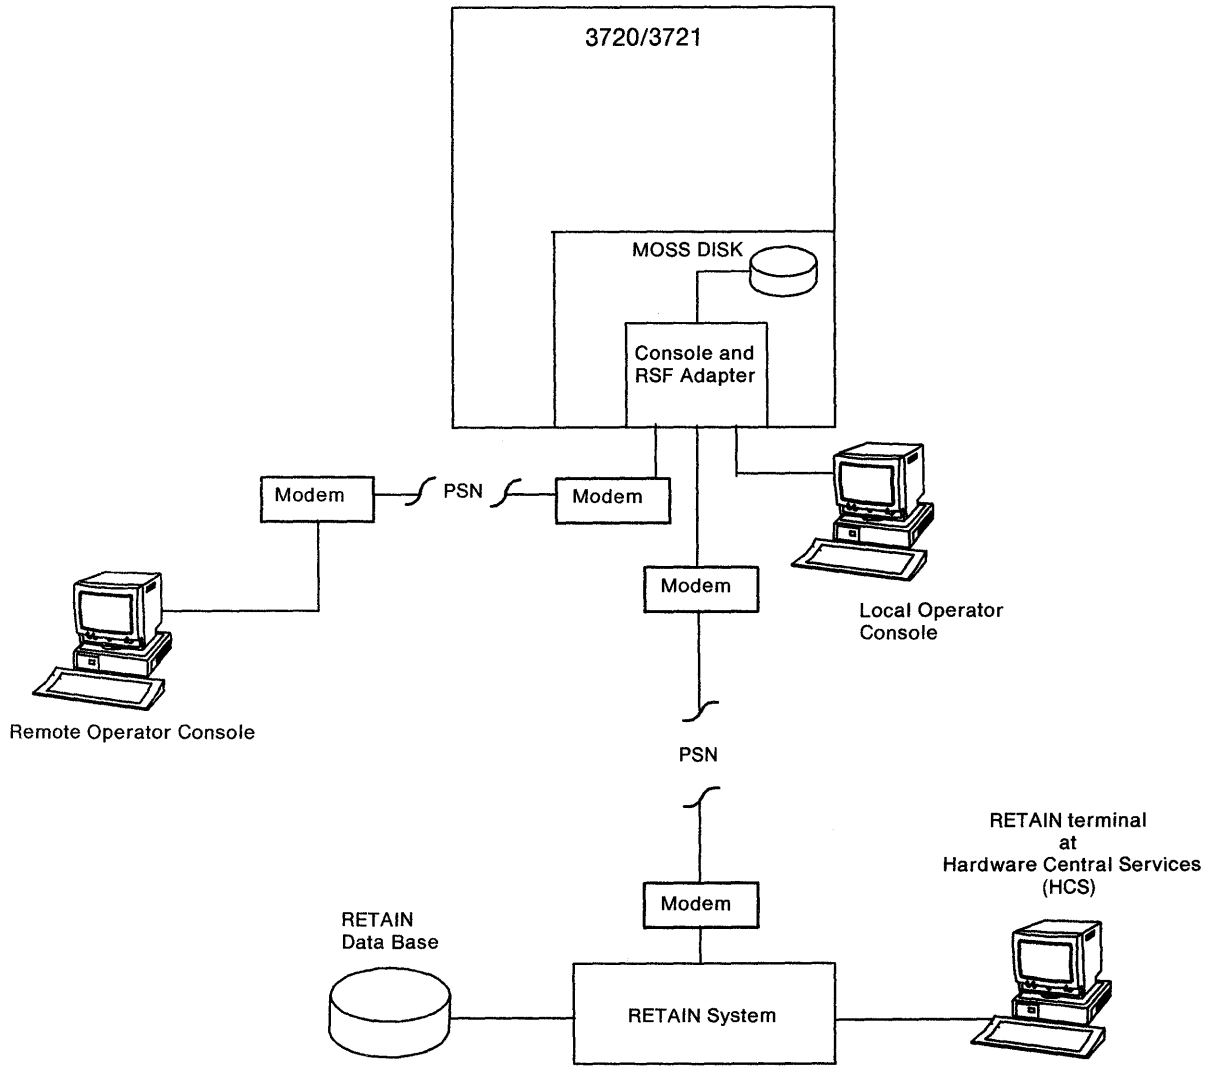 3720/3721
MOSS DISK
Console and
RSF Adapter
Modem
PSN
Modem
Modem
Local Operator
Console
Remote Operator Console
PSN
RETAIN terminal
at
Hardware Central Services
(HCS)
Modem
RETAIN
Data Base
RETAIN System